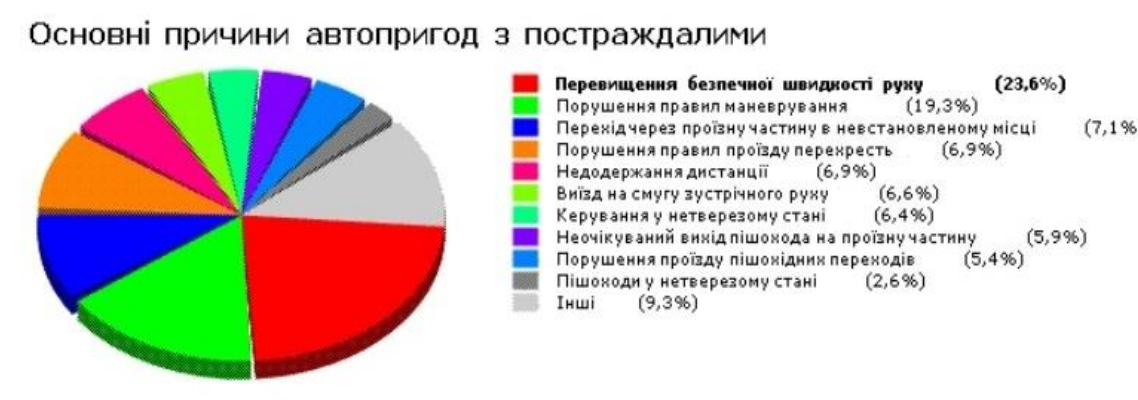 Основні причини автопригод з постраждалими
Перевищення безпечної швидкості руху (23,6%)
Порушення правил маневрування (19,3%)
Перехід через проїзну частину в невстановленому місці (7,1%
Порушення правил проїзду перехресть (6,9%)
Недодержання дистанції (6,9%)
Виїзд на смугу зустрічного руху (6,6%)
Керування у нетверезому стані (6,4%)
Неочікуваний вихід пішохода на проїзну частину (5,9%)
Порушення проїзду пішохідних переходів (5,4%)
Пішоходи у нетверезому стані (2,6%)
Інші (9,3%)